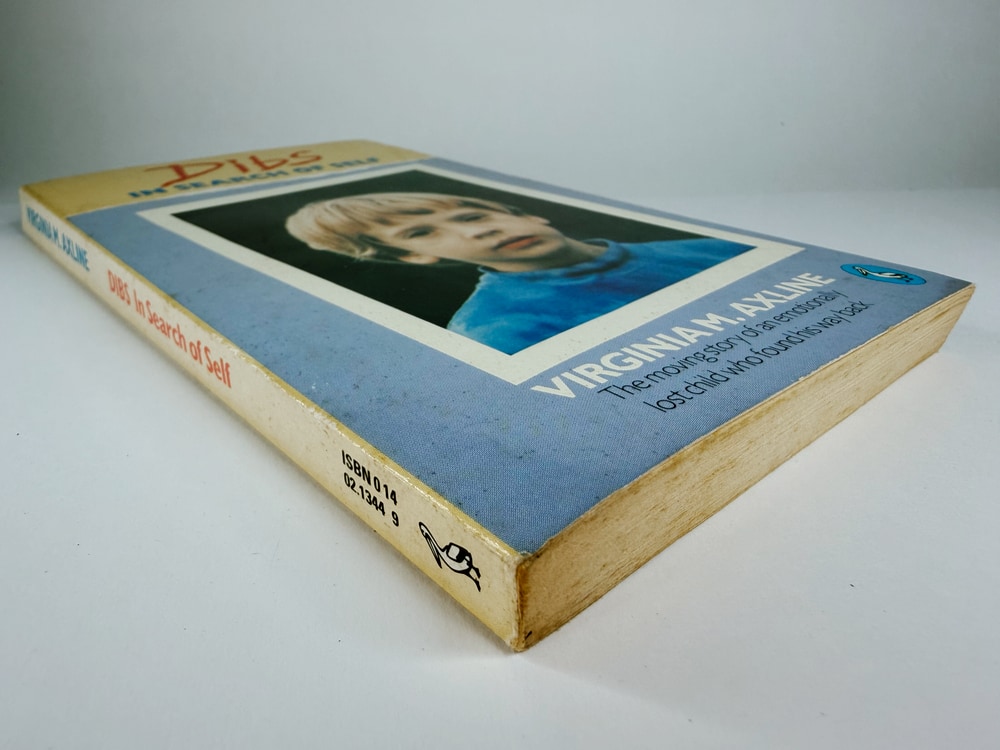 Dibs
IN SEARCH OF SELF
VIRGINIA M. AXLINE
The moving story of an emotionally
lost child who found his way back
VIRGINIA M. AXLINE
DIBS In Search of Self
ISBN 0 14
02.1344 9